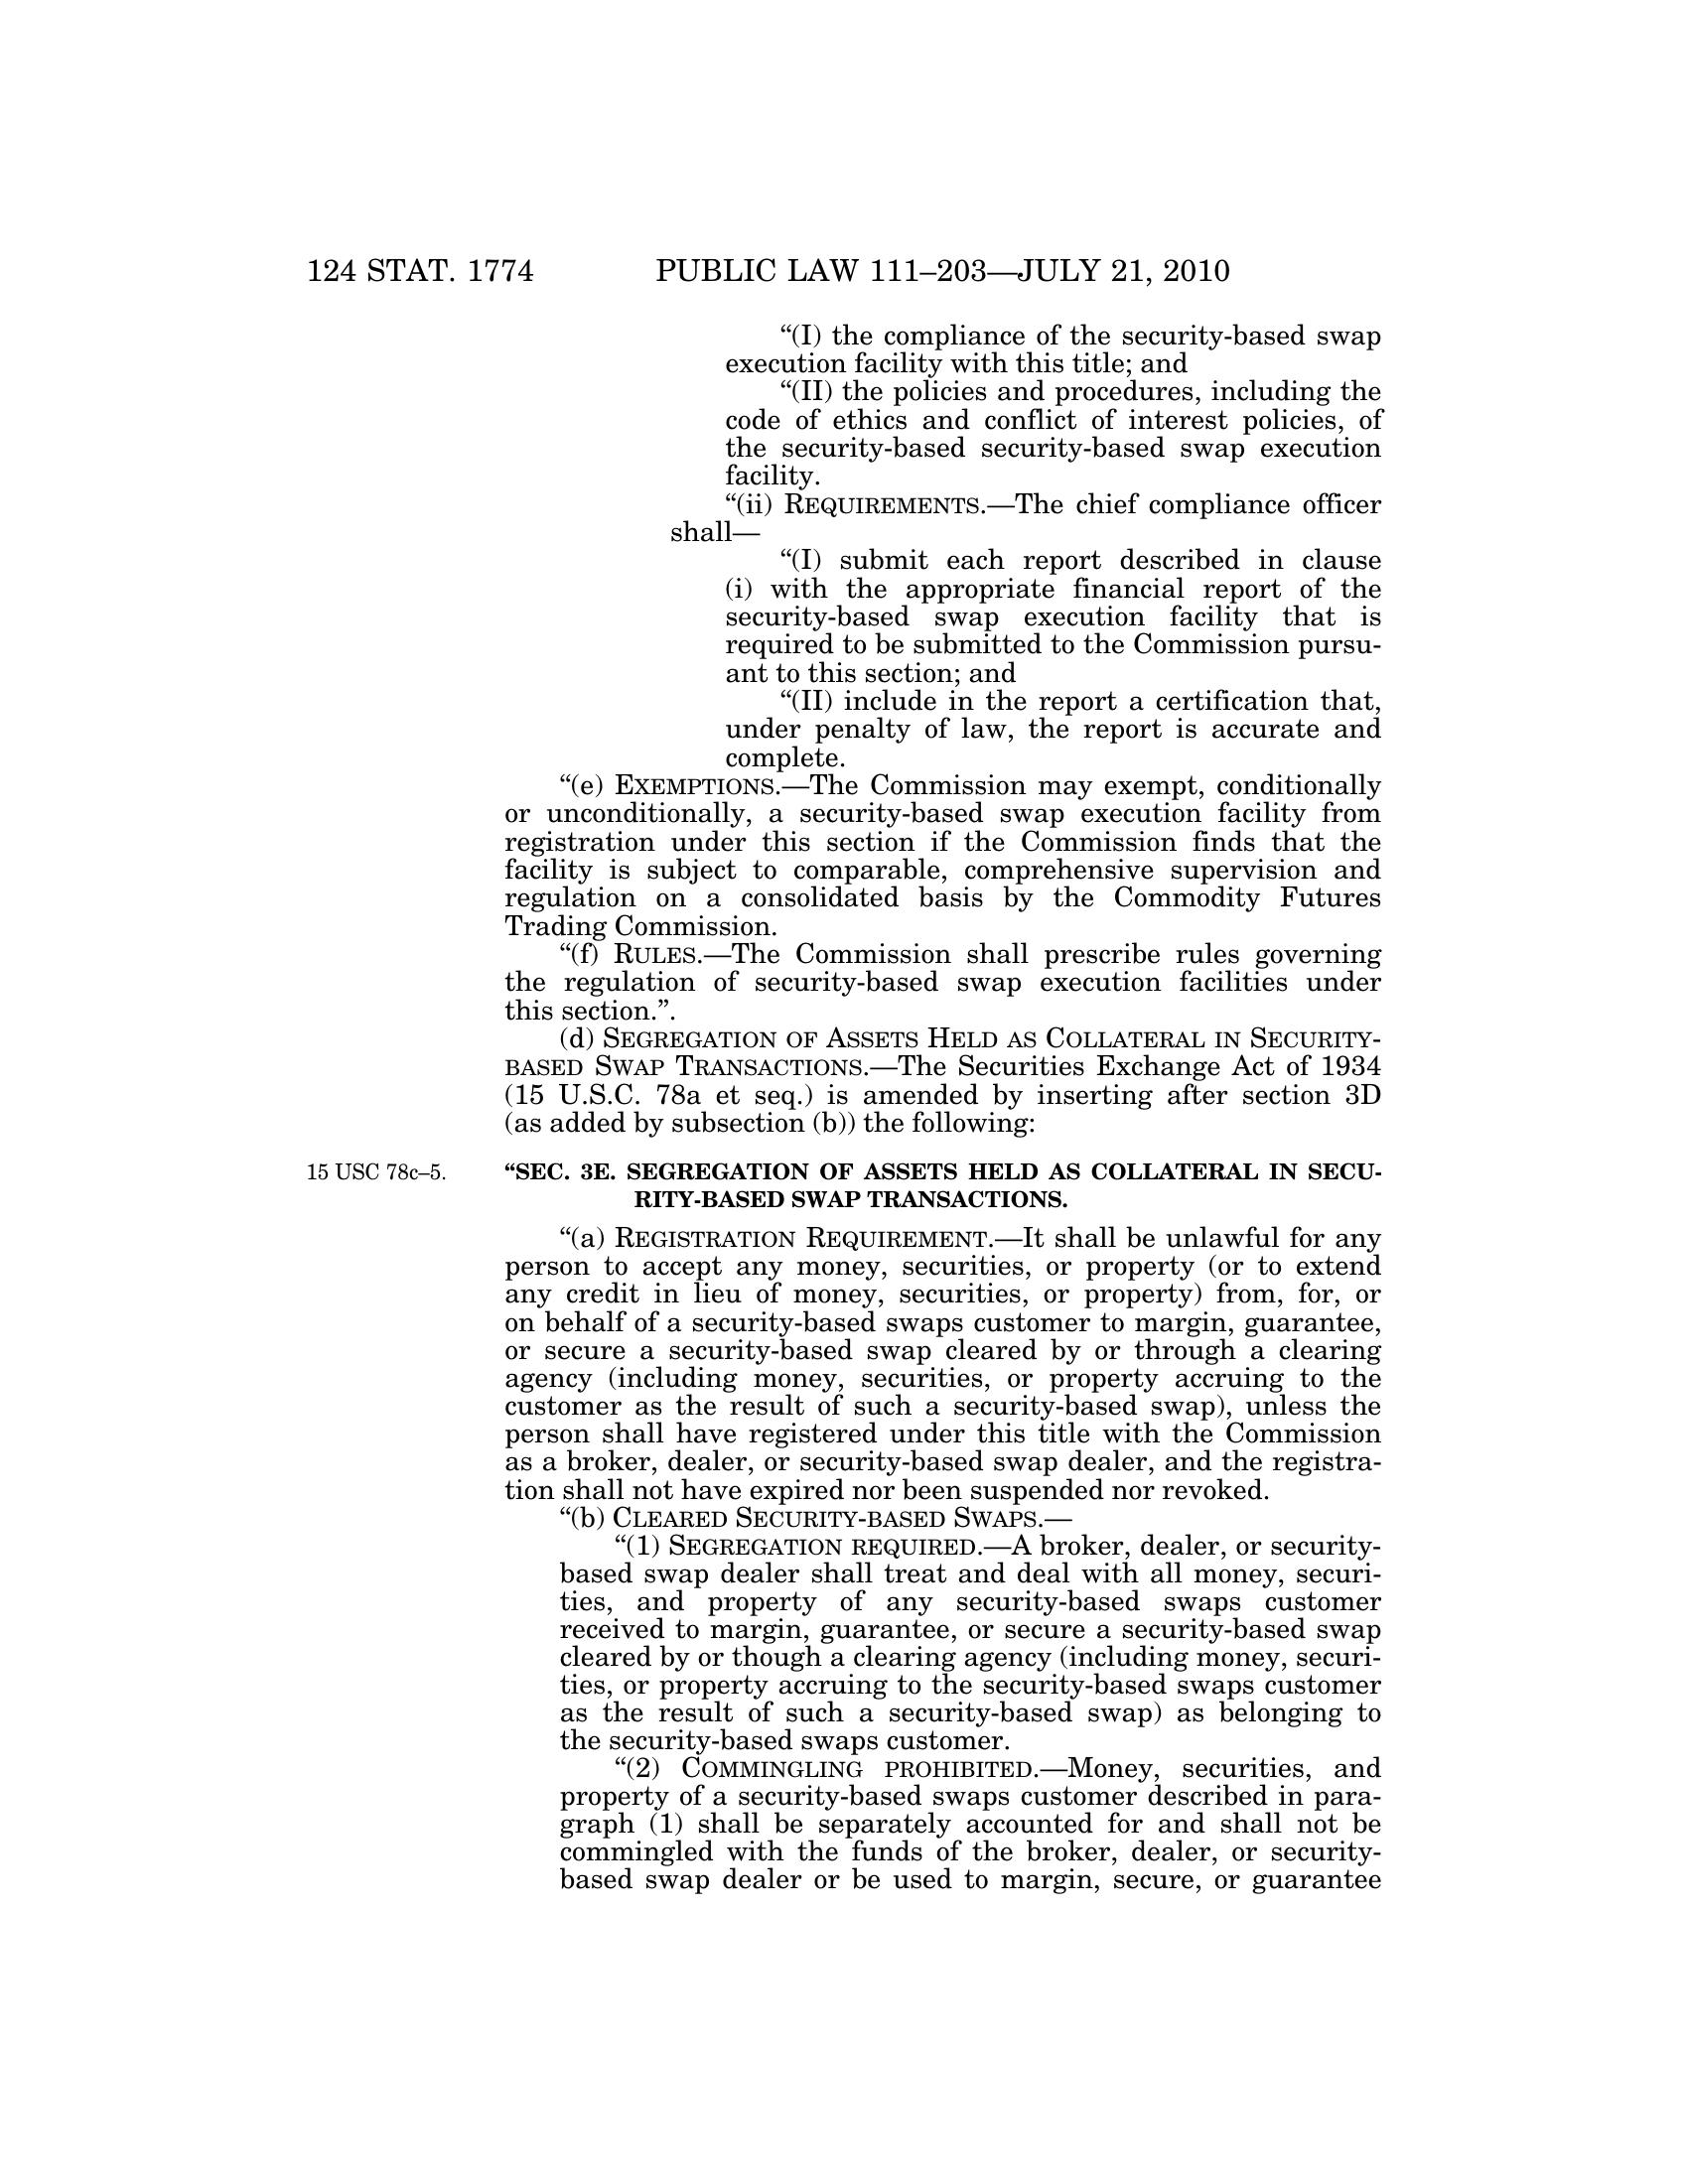 124 STAT. 1774 PUBLIC LAW 111–203—JULY 21, 2010
“(I) the compliance of the security-based swap
execution facility with this title; and
“(II) the policies and procedures, including the
code of ethics and conflict of interest policies, of
the security-based security-based swap execution
facility.
“(ii) REQUIREMENTS.—The chief compliance officer
shall—
“(I) submit each report described in clause
(i) with the appropriate financial report of the
security-based swap execution facility that is
required to be submitted to the Commission pursu-
ant to this section; and
“(II) include in the report a certification that,
under penalty of law, the report is accurate and
complete.
“(e) EXEMPTIONS.—The Commission may exempt, conditionally
or unconditionally, a security-based swap execution facility from
registration under this section if the Commission finds that the
facility is subject to comparable, comprehensive supervision and
regulation on a consolidated basis by the Commodity Futures
Trading Commission.
“(f) RULES.—The Commission shall prescribe rules governing
the regulation of security-based swap execution facilities under
this section.”.
(d) SEGREGATION OF ASSETS HELD AS COLLATERAL IN SECURITY-
BASED SWAP TRANSACTIONS.—The Securities Exchange Act of 1934
(15 U.S.C. 78a et seq.) is amended by inserting after section 3D
(as added by subsection (b)) the following:
15 USC 78c–5.
“SEC. 3E. SEGREGATION OF ASSETS HELD AS COLLATERAL IN SECU-
RITY-BASED SWAP TRANSACTIONS.
“(a) REGISTRATION REQUIREMENT.—It shall be unlawful for any
person to accept any money, securities, or property (or to extend
any credit in lieu of money, securities, or property) from, for, or
on behalf of a security-based swaps customer to margin, guarantee,
or secure a security-based swap cleared by or through a clearing
agency (including money, securities, or property accruing to the
customer as the result of such a security-based swap), unless the
person shall have registered under this title with the Commission
as a broker, dealer, or security-based swap dealer, and the registra-
tion shall not have expired nor been suspended nor revoked.
“(b) CLEARED SECURITY-BASED SWAPS.—
“(1) SEGREGATION REQUIRED.—A broker, dealer, or security-
based swap dealer shall treat and deal with all money, securi-
ties, and property of any security-based swaps customer
received to margin, guarantee, or secure a security-based swap
cleared by or though a clearing agency (including money, securi-
ties, or property accruing to the security-based swaps customer
as the result of such a security-based swap) as belonging to
the security-based swaps customer.
“(2) COMMINGLING PROHIBITED.—Money, securities, and
property of a security-based swaps customer described in para-
graph (1) shall be separately accounted for and shall not be
commingled with the funds of the broker, dealer, or security-
based swap dealer or be used to margin, secure, or guarantee